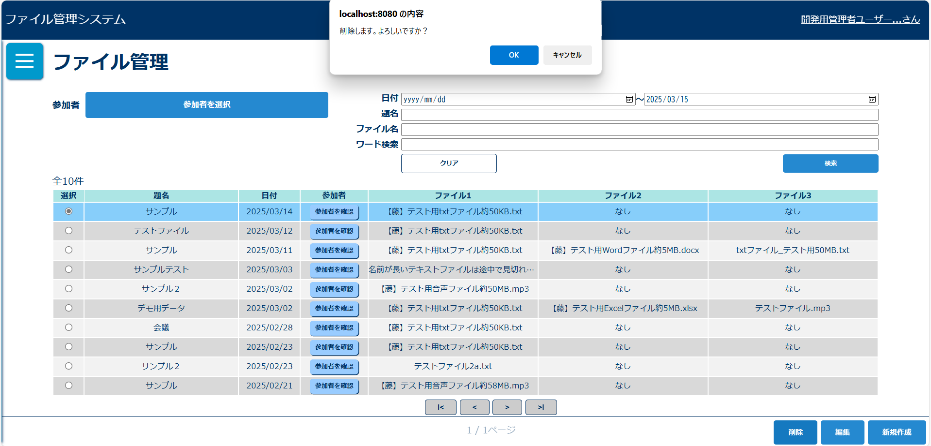 ファイル管理システム
localhost:8080 の内容
削除します。よろしいですか？
OK キャンセル
開発用管理者ユーザー...さん
ファイル管理
参加者 参加者を選択
日付 yyyy/mm/dd ～ 2025/03/15
題名
ファイル名
ワード検索
クリア 検索
全10件
選択 題名 日付 参加者 ファイル1 ファイル2 ファイル3
サンプル 2025/03/14 参加者を確認 【藤】テスト用txtファイル約50KB.txt なし なし
テストファイル 2025/03/12 参加者を確認 【藤】テスト用txtファイル約50KB.txt なし なし
サンプル 2025/03/11 参加者を確認 【藤】テスト用txtファイル約50KB.txt 【藤】テスト用Wordファイル約5MB.docx txtファイル_テスト用50MB.txt
サンプルテスト 2025/03/03 参加者を確認 名前が長いテキストファイルは途中で見切れ… なし なし
サンプル２ 2025/03/02 参加者を確認 【藤】テスト用音声ファイル約50MB.mp3 なし なし
デモ用データ 2025/03/02 参加者を確認 【藤】テスト用txtファイル約50KB.txt 【藤】テスト用Excelファイル約5MB.xlsx テストファイル.mp3
会議 2025/02/28 参加者を確認 【藤】テスト用txtファイル約50KB.txt なし なし
サンプル 2025/02/23 参加者を確認 【藤】テスト用txtファイル約50KB.txt なし なし
サンプル２ 2025/02/23 参加者を確認 テストファイル2a.txt なし なし
サンプル 2025/02/21 参加者を確認 【藤】テスト用音声ファイル約58MB.mp3 なし なし
|< < > >|
1 / 1ページ
削除 編集 新規作成